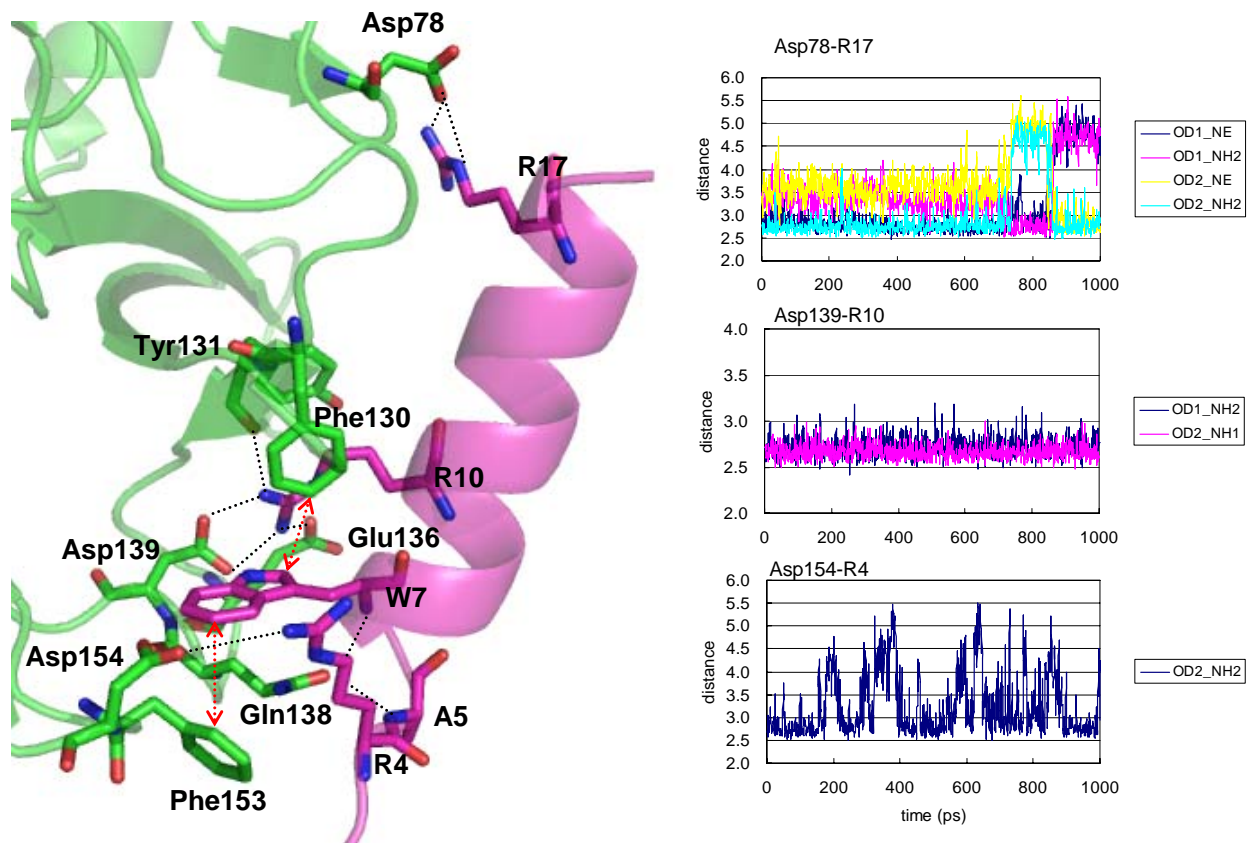 Asp78
R17
Tyr131
Phe130
R10
Asp139
Glu136
W7
Asp154
Gln138
A5
R4
Phe153
Asp78-R17
distance
6.0
5.5
5.0
4.5
4.0
3.5
3.0
2.5
2.0
0 200 400 600 800 1000
OD1_NE
OD1_NH2
OD2_NE
OD2_NH2
Asp139-R10
distance
4.0
3.5
3.0
2.5
2.0
0 200 400 600 800 1000
OD1_NH2
OD2_NH1
Asp154-R4
distance
6.0
5.5
5.0
4.5
4.0
3.5
3.0
2.5
2.0
0 200 400 600 800 1000
time (ps)
OD2_NH2